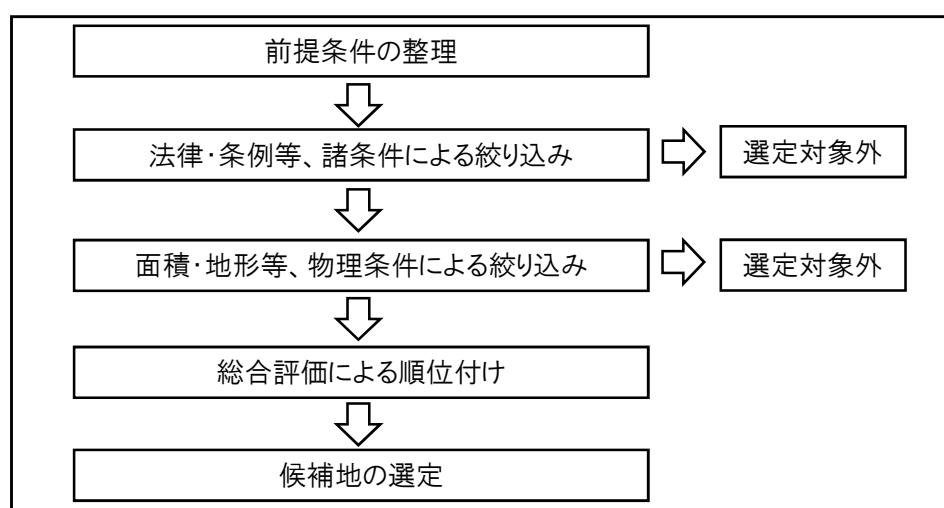 前提条件の整理
法律・条例等、諸条件による絞り込み
選定対象外
面積・地形等、物理条件による絞り込み
選定対象外
総合評価による順位付け
候補地の選定